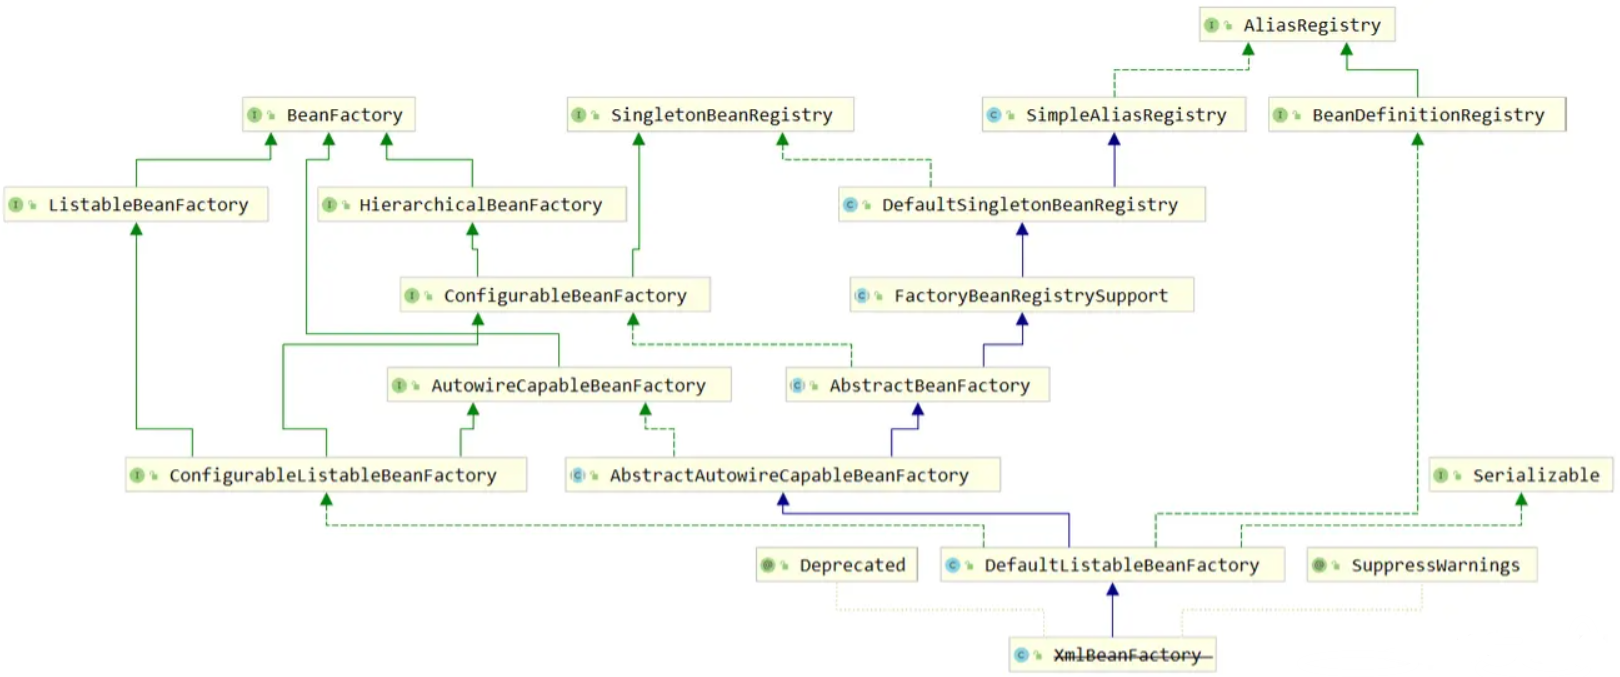 AliasRegistry
BeanFactory
SingletonBeanRegistry
SimpleAliasRegistry
BeanDefinitionRegistry
ListableBeanFactory
HierarchicalBeanFactory
DefaultSingletonBeanRegistry
ConfigurableBeanFactory
FactoryBeanRegistrySupport
AutowireCapableBeanFactory
AbstractBeanFactory
ConfigurableListableBeanFactory
AbstractAutowireCapableBeanFactory
Serializable
Deprecated
DefaultListableBeanFactory
SuppressWarnings
XmlBeanFactory